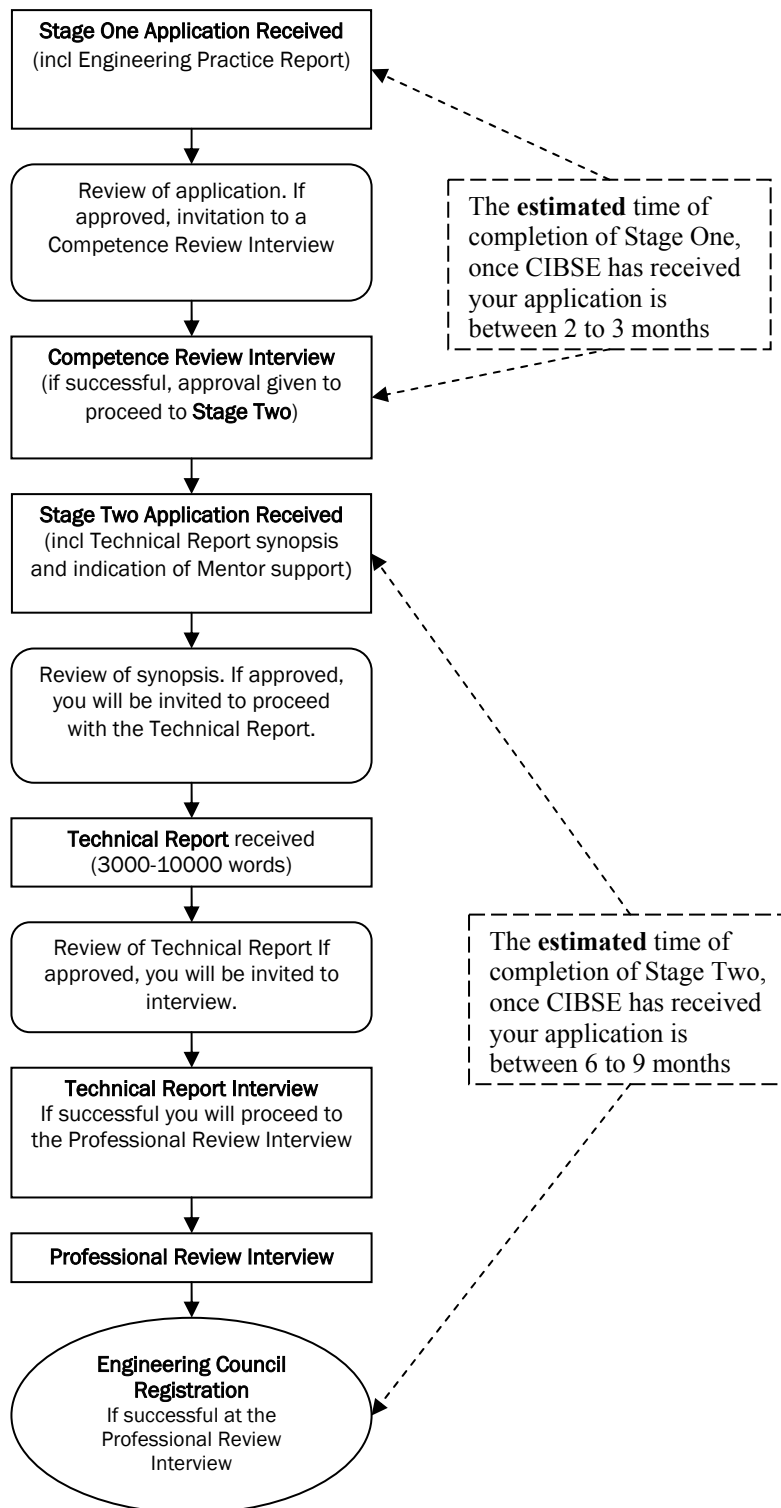 Stage One Application Received
(incl Engineering Practice Report)
Review of application. If
approved, invitation to a
Competence Review Interview
The estimated time of
completion of Stage One,
once CIBSE has received
your application is
between 2 to 3 months
Competence Review Interview
(if successful, approval given to
proceed to Stage Two)
Stage Two Application Received
(incl Technical Report synopsis
and indication of Mentor support)
Review of synopsis. If approved,
you will be invited to proceed
with the Technical Report.
Technical Report received
(3000-10000 words)
Review of Technical Report If
approved, you will be invited to
interview.
The estimated time of
completion of Stage Two,
once CIBSE has received
your application is
between 6 to 9 months
Technical Report Interview
If successful you will proceed to
the Professional Review Interview
Professional Review Interview
Engineering Council
Registration
If successful at the
Professional Review
Interview